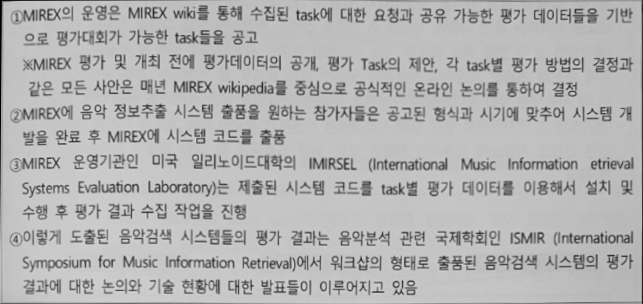 ①MIREX의 운영은 MIREX wiki를 통해 수집된 task에 대한 요청과 공유 가능한 평가 데이터들을 기반
으로 평가대회가 가능한 task들을 공고
※MIREX 평가 및 개최 전에 평가데이터의 공개, 평가 Task의 제안, 각 task별 평가 방법의 결정과
같은 모든 사안은 매년 MIREX wikipedia를 중심으로 공식적인 온라인 논의를 통하여 결정
②MIREX에 음악 정보추출 시스템 출품을 원하는 참가자들은 공고된 형식과 시기에 맞추어 시스템 개
발을 완료 후 MIREX에 시스템 코드를 출품
③MIREX 운영기관인 미국 일리노이드대학의 IMIRSEL (International Music Information etrieval
Systems Evaluation Laboratory)는 제출된 시스템 코드를 task별 평가 데이터를 이용해서 설치 및
수행 후 평가 결과 수집 작업을 진행
④이렇게 도출된 음악검색 시스템들의 평가 결과는 음악분석 관련 국제학회인 ISMIR (International
Symposium for Music Information Retrieval)에서 워크샵의 형태로 출품된 음악검색 시스템의 평가
결과에 대한 논의와 기술 현황에 대한 발표들이 이루어지고 있음